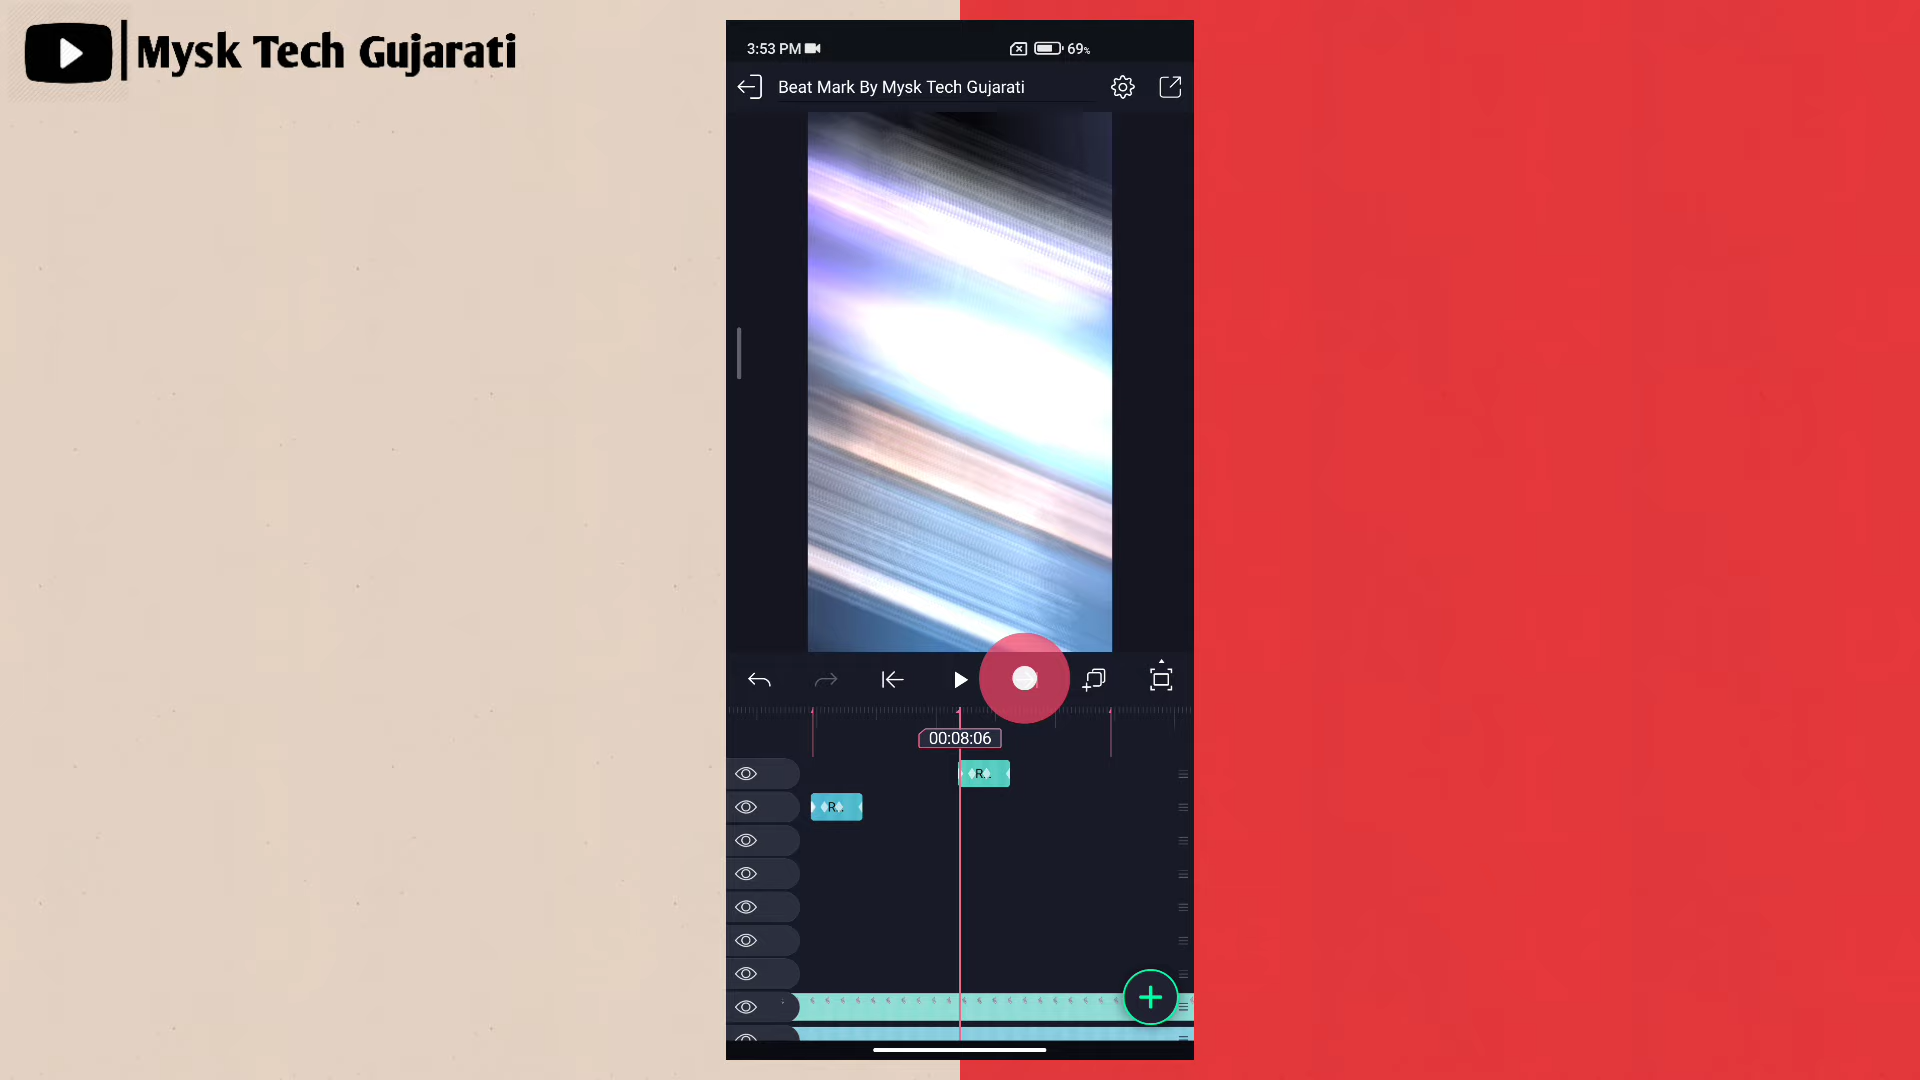 Mysk Tech Gujarati
3:53 PM 69%
Beat Mark By Mysk Tech Gujarati
00:08:06
R..
R..